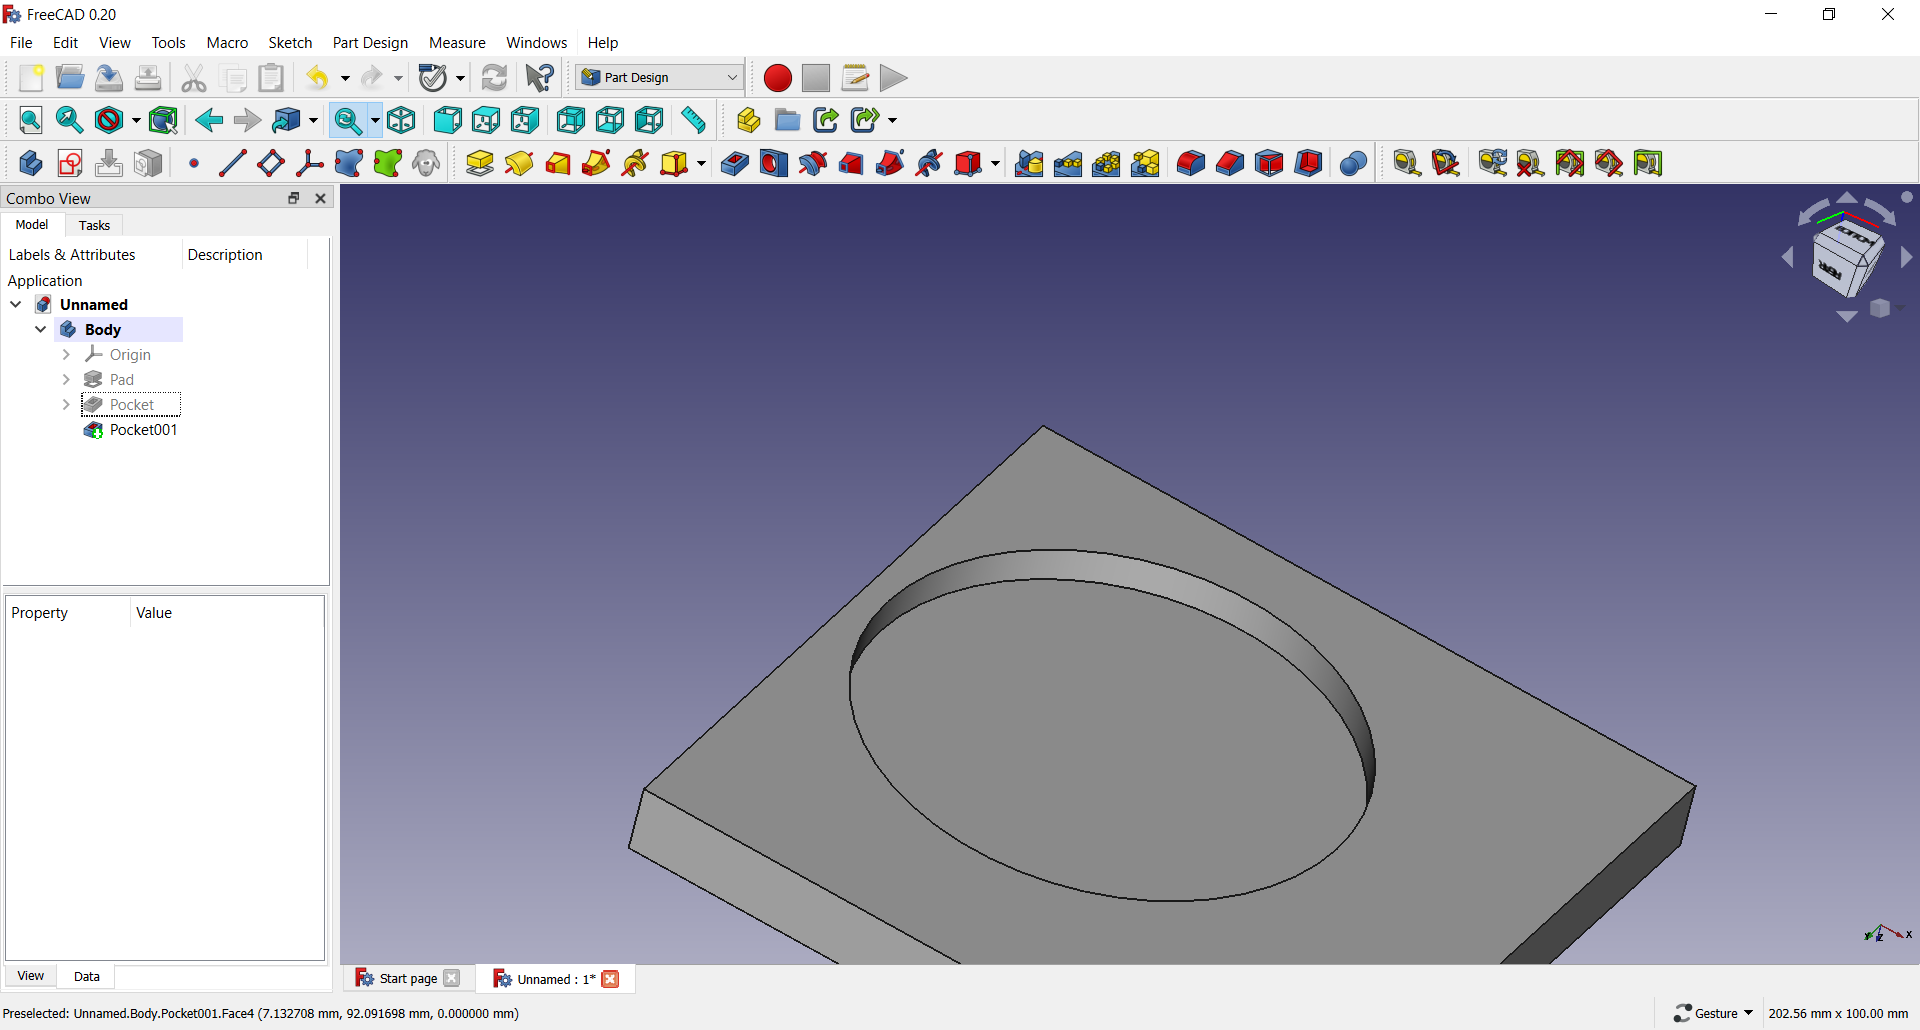 FreeCAD 0.20
File Edit View Tools Macro Sketch Part Design Measure Windows Help
Part Design
Combo View
Model Tasks
Labels & Attributes Description
Application
Unnamed
Body
Origin
Pad
Pocket
Pocket001
Property Value
View Data
Start page Unnamed : 1*
X
Y
Z
Preselected: Unnamed.Body.Pocket001.Face4 (7.132708 mm, 92.091698 mm, 0.000000 mm)
Gesture 202.56 mm x 100.00 mm